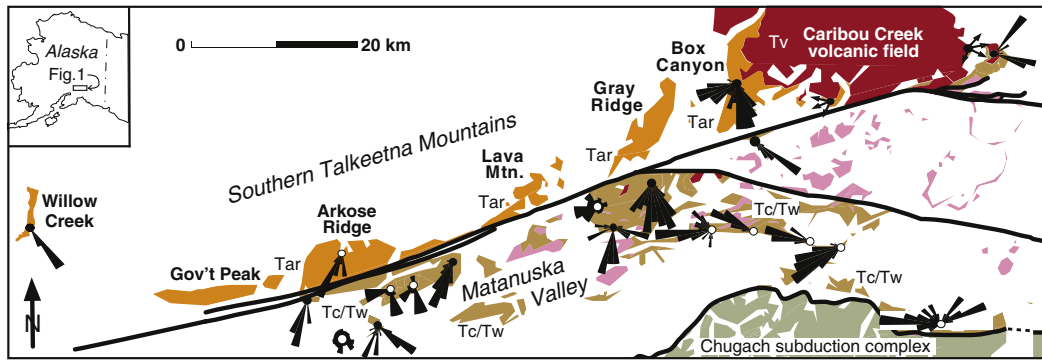 Alaska
Fig.1
0 20 km
Southern Talkeetna Mountains
Willow
Creek
Gov't Peak
Tar
Arkose
Ridge
Tc/Tw
Lava
Mtn.
Tar
Gray
Ridge
Tar
Box
Canyon
Tar
Tv
Caribou Creek
volcanic field
Matanuska
Valley
Tc/Tw
Tc/Tw
Tc/Tw
Chugach subduction complex
N